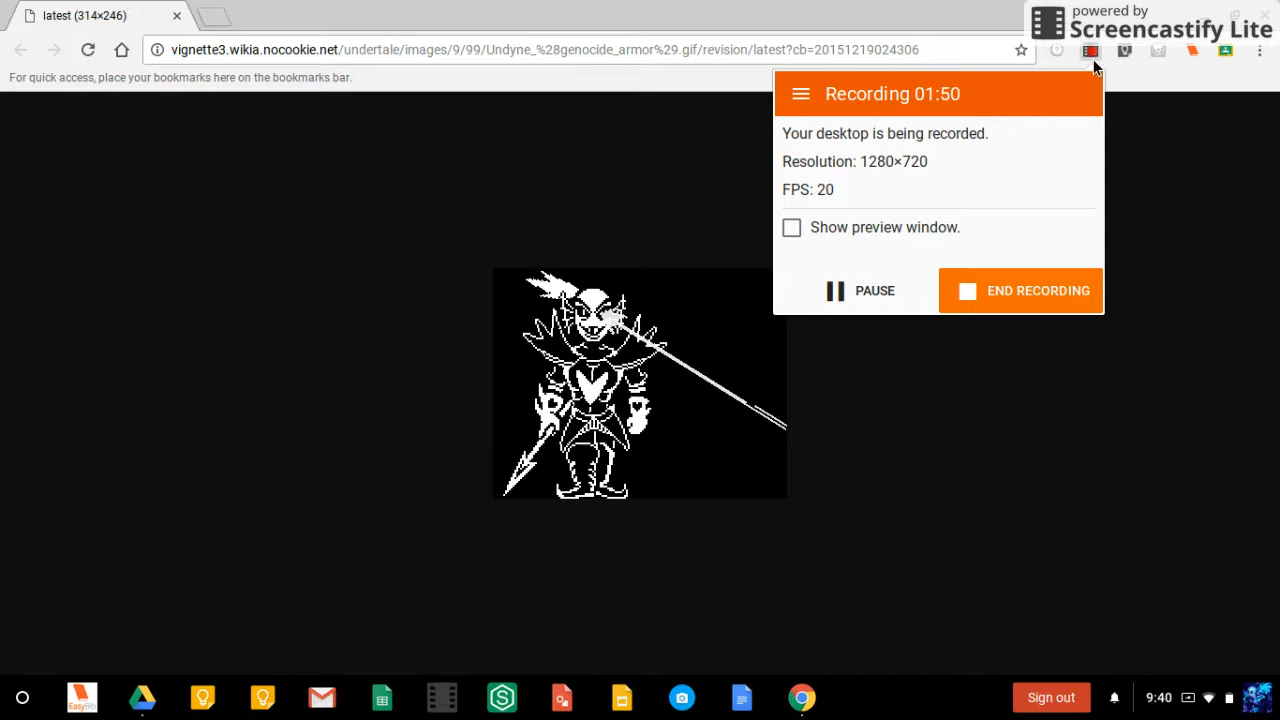 latest (314×246)
powered by
Screencastify Lite
vignette3.wikia.nocookie.net/undertale/images/9/99/Undyne_%28genocide_armor%29.gif/revision/latest?cb=20151219024306
For quick access, place your bookmarks here on the bookmarks bar.
Recording 01:50
Your desktop is being recorded.
Resolution: 1280×720
FPS: 20
Show preview window.
PAUSE
END RECORDING
EasyBib
Sign out
9:40